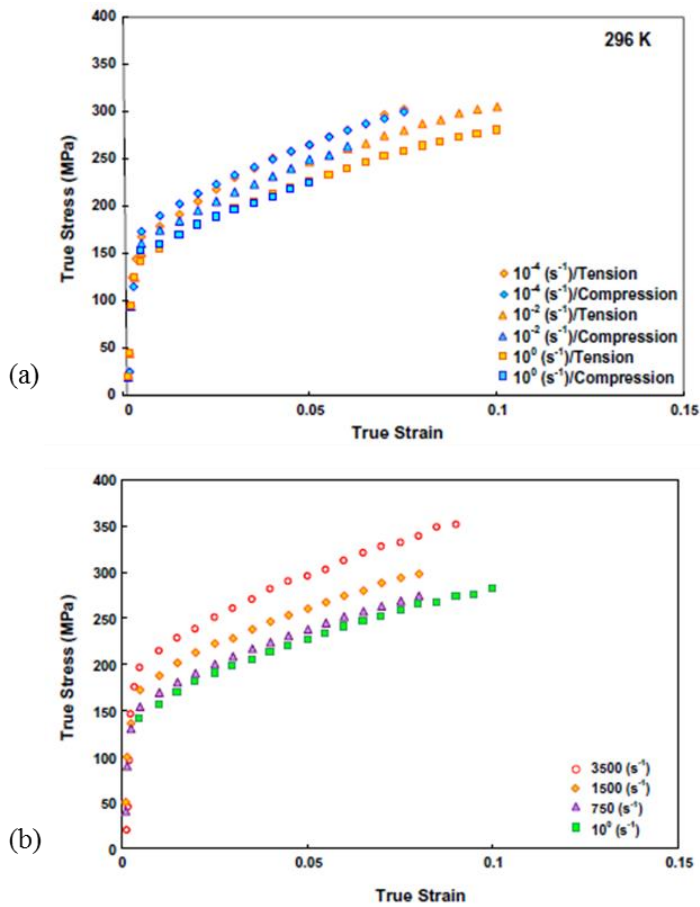 400
296 K
350
300
250
200
150
100
50
0
True Stress (MPa)
10⁻⁴ (s⁻¹)/Tension
10⁻⁴ (s⁻¹)/Compression
10⁻² (s⁻¹)/Tension
10⁻² (s⁻¹)/Compression
10⁰ (s⁻¹)/Tension
10⁰ (s⁻¹)/Compression
(a)
0 0.05 0.1 0.15
True Strain
400
350
300
250
200
150
100
50
0
True Stress (MPa)
3500 (s⁻¹)
1500 (s⁻¹)
750 (s⁻¹)
10⁰ (s⁻¹)
(b)
0 0.05 0.1 0.15
True Strain